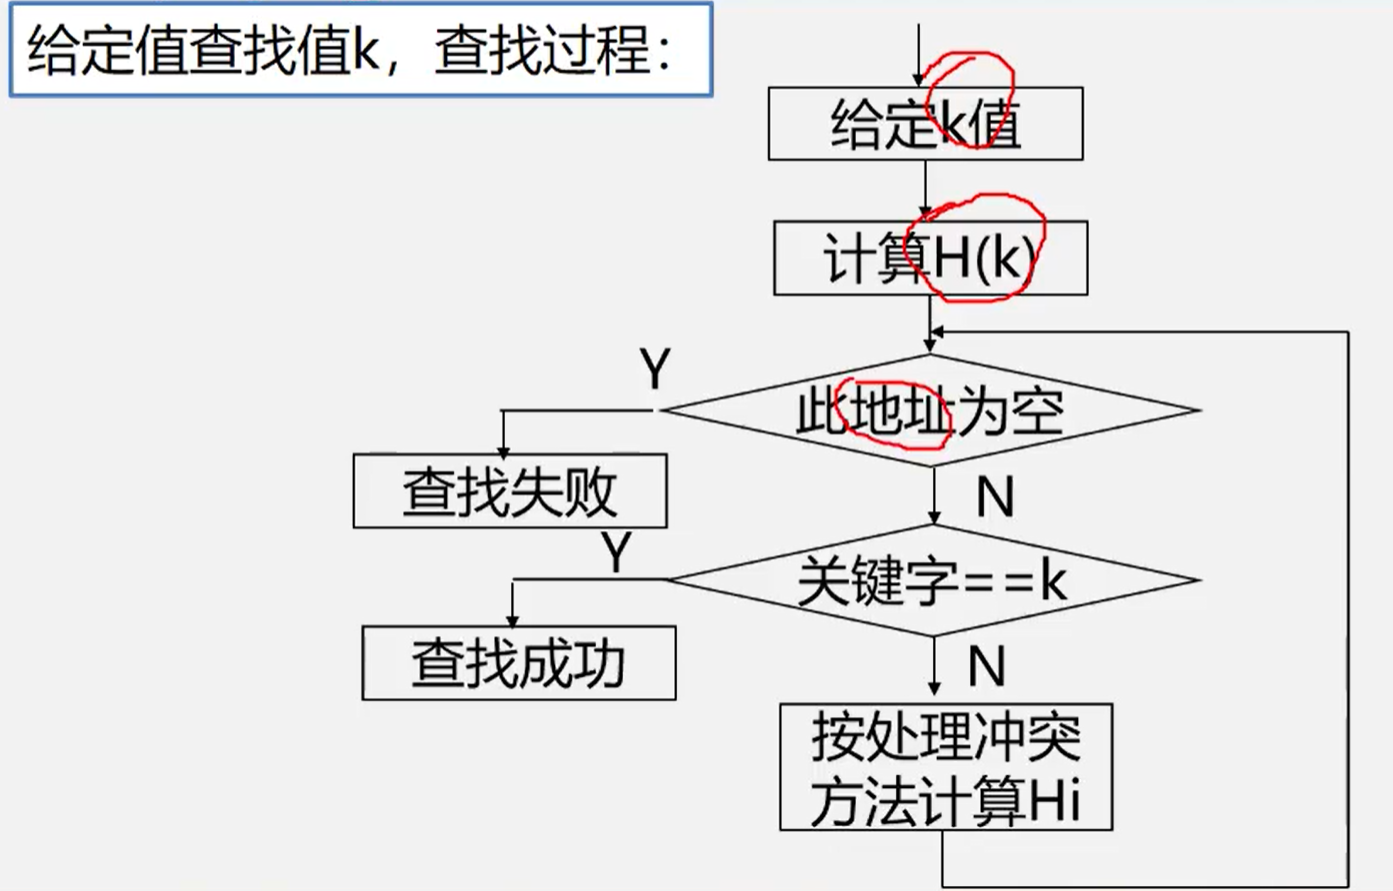 给定值查找值k，查找过程：
给定k值
计算H(k)
Y
此地址为空
查找失败
N
Y
关键字==k
查找成功
N
按处理冲突
方法计算Hi